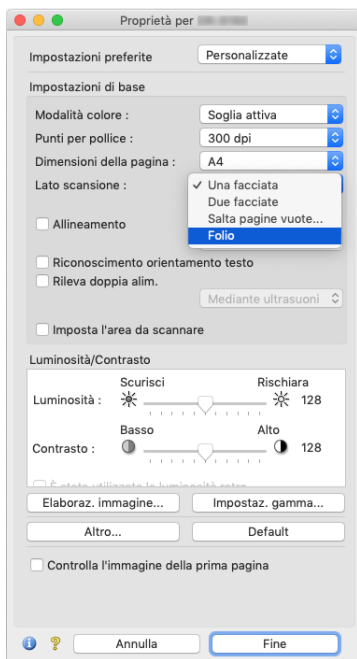 Proprietà per
Impostazioni preferite
Personalizzate
Impostazioni di base
Modalità colore :
Soglia attiva
Punti per pollice :
300 dpi
Dimensioni della pagina :
A4
Lato scansione :
✓ Una facciata
Due facciate
Salta pagine vuote...
Folio
Allineamento
Riconoscimento orientamento testo
Rileva doppia alim.
Mediante ultrasuoni
Imposta l'area da scannare
Luminosità/Contrasto
Scurisci Rischiara
Luminosità : 128
Basso Alto
Contrasto : 128
Elaboraz. immagine... Impostaz. gamma...
Altro... Default
Controlla l'immagine della prima pagina
Annulla Fine